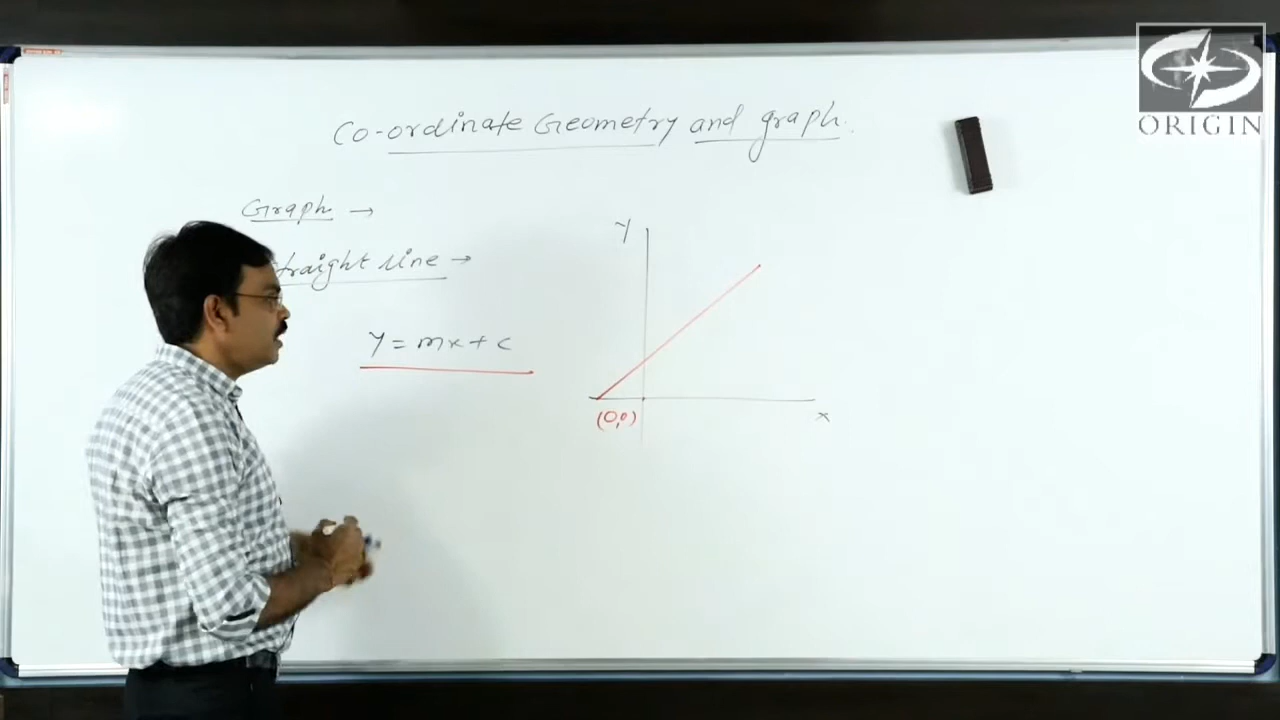 ORIGIN
Co-ordinate Geometry and graph.
Graph →
traight line →
Y
Y = mx + c
(0,0)
x